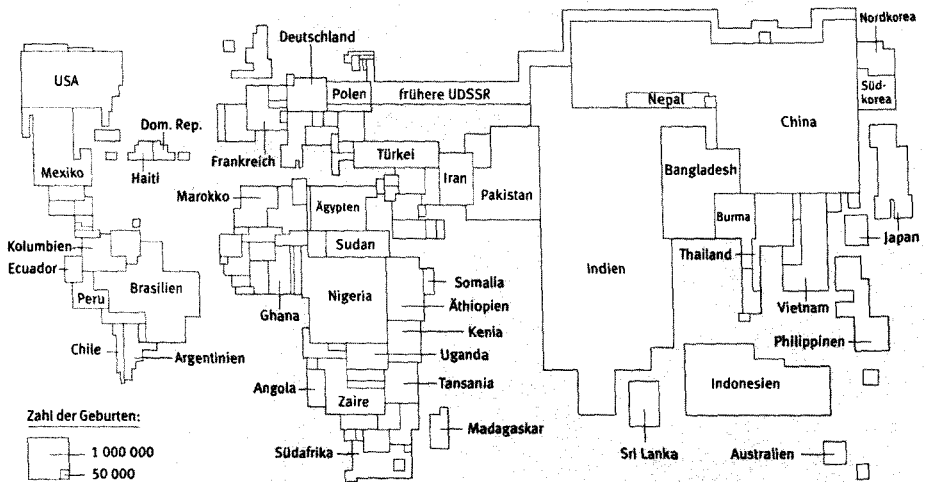 USA
Mexiko
Dom. Rep.
Haiti
Kolumbien
Ecuador
Peru
Brasilien
Chile
Argentinien
Deutschland
Polen
frühere UDSSR
Frankreich
Türkei
Iran
Pakistan
Marokko
Ägypten
Sudan
Nigeria
Ghana
Somalia
Äthiopien
Kenia
Uganda
Tansania
Angola
Zaire
Südafrika
Madagaskar
Nordkorea
Süd-
korea
Nepal
China
Bangladesh
Burma
Indien
Thailand
Vietnam
Japan
Philippinen
Indonesien
Sri Lanka
Australien
Zahl der Geburten:
1 000 000
50 000